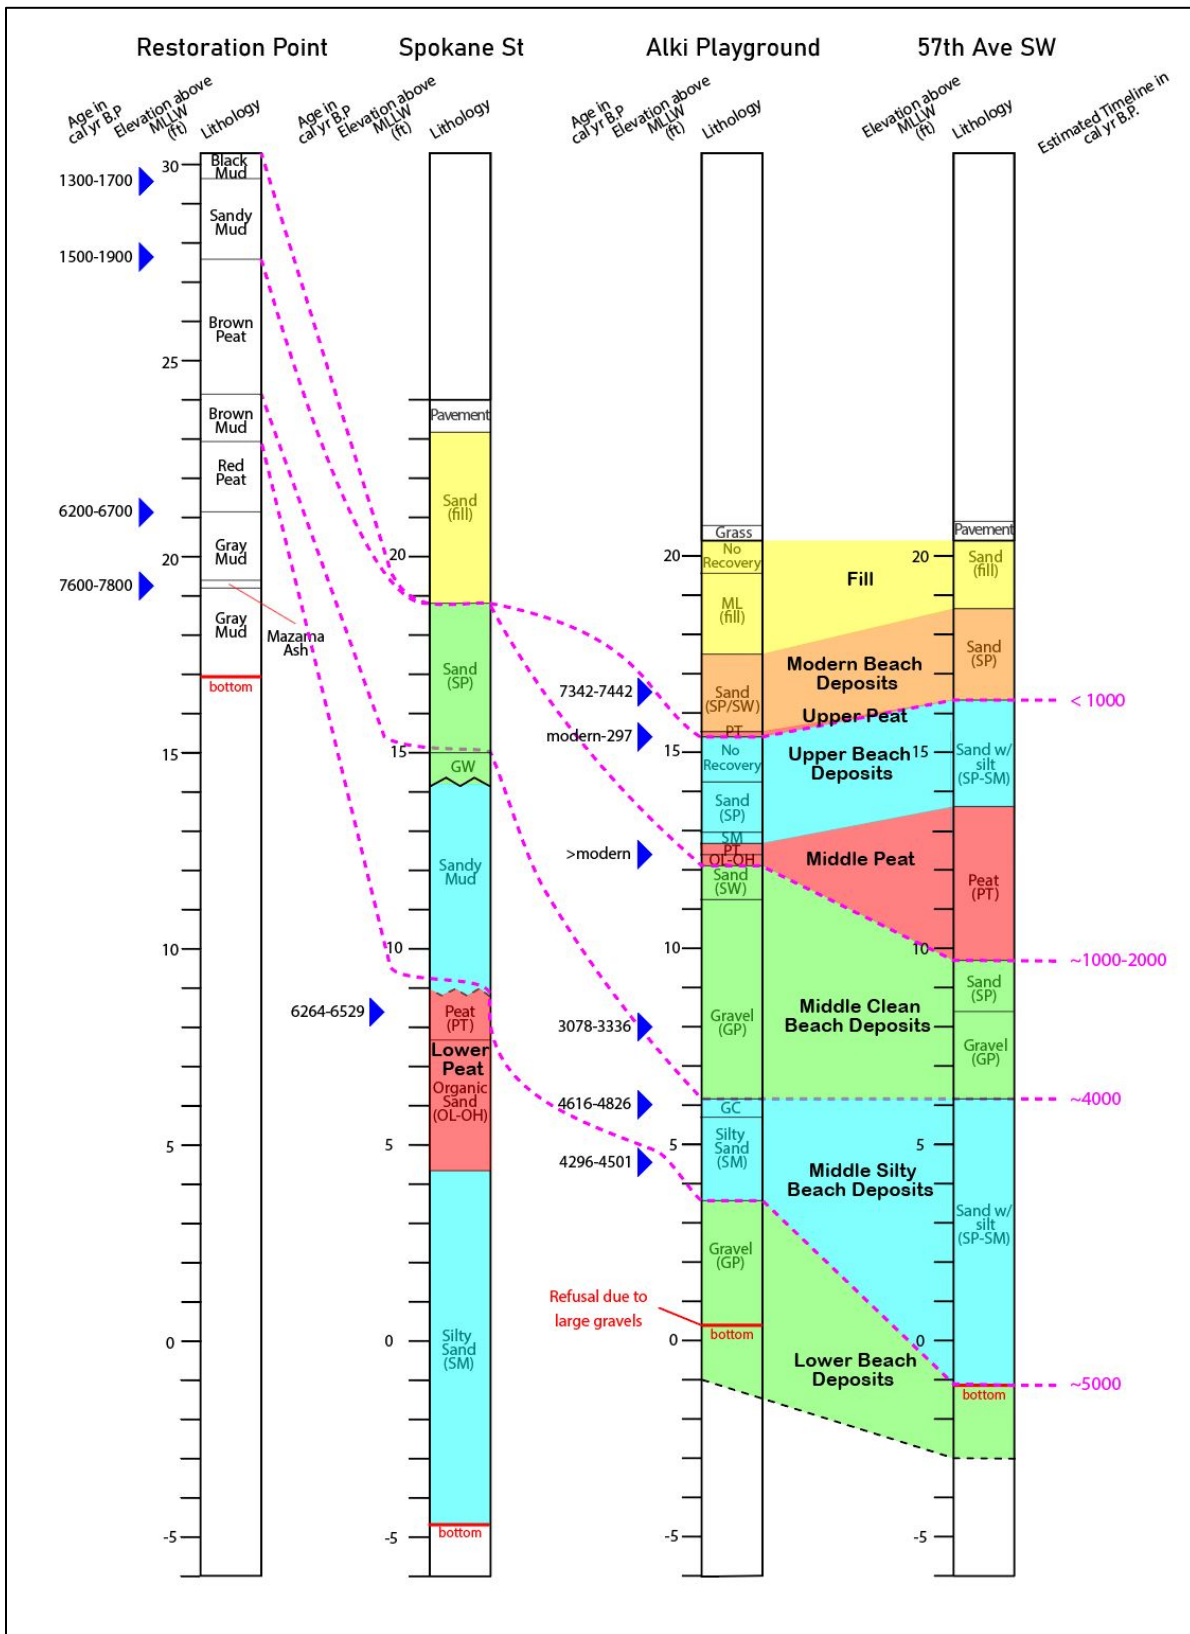 Restoration Point
Spokane St
Alki Playground
57th Ave SW
Age in
cal yr B.P
Elevation above
MLLW
(ft)
Lithology
Age in
cal yr B.P.
Elevation above
MLLW
(ft)
Lithology
Age in
cal yr B.P.
Elevation above
MLLW
(ft)
Lithology
Elevation above
MLLW
(ft)
Lithology
Estimated Timeline in
cal yr B.P.
30
25
20
15
10
5
0
-5
1300-1700
1500-1900
6200-6700
7600-7800
Black
Mud
Sandy
Mud
Brown
Peat
Brown
Mud
Red
Peat
Gray
Mud
Gray
Mud
Mazama
Ash
bottom
20
15
10
5
0
-5
6264-6529
Pavement
Sand
(fill)
Sand
(SP)
GW
Sandy
Mud
Peat
(PT)
Lower
Peat
Organic
Sand
(OL-OH)
Silty
Sand
(SM)
bottom
20
15
10
5
0
-5
7342-7442
modern-297
>modern
3078-3336
4616-4826
4296-4501
Grass
No
Recovery
ML
(fill)
Sand
(SP/SW)
PT
No
Recovery
Sand
(SP)
SM
PT
OL-OH
Sand
(SW)
Gravel
(GP)
GC
Silty
Sand
(SM)
Gravel
(GP)
Refusal due to
large gravels
bottom
Fill
Modern Beach
Deposits
Upper Peat
Upper Beach
Deposits
Middle Peat
Middle Clean
Beach Deposits
Middle Silty
Beach Deposits
Lower Beach
Deposits
20
15
10
5
0
-5
Pavement
Sand
(fill)
Sand
(SP)
Sand w/
silt
(SP-SM)
Peat
(PT)
Sand
(SP)
Gravel
(GP)
Sand w/
silt
(SP-SM)
bottom
< 1000
~1000-2000
~4000
~5000